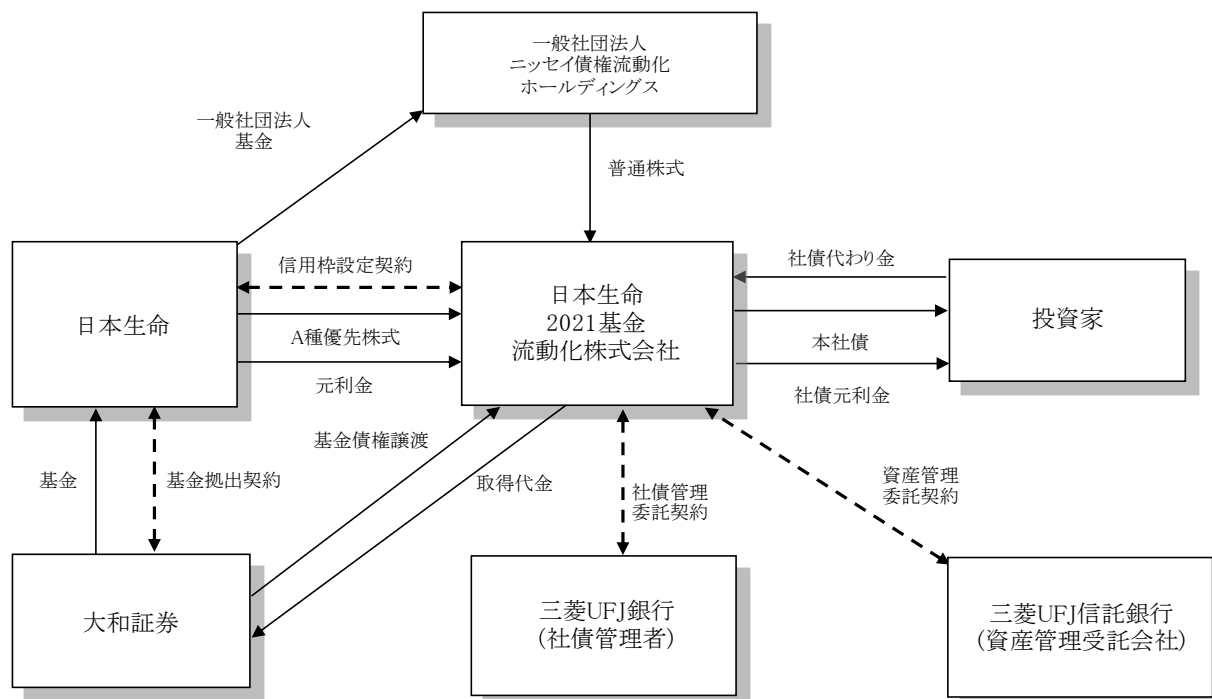 一般社団法人
ニッセイ債権流動化
ホールディングス
一般社団法人
基金
普通株式
日本生命
信用枠設定契約
A種優先株式
元利金
日本生命
2021基金
流動化株式会社
社債代わり金
本社債
社債元利金
投資家
基金
基金拠出契約
基金債権譲渡
取得代金
社債管理
委託契約
資産管理
委託契約
大和証券
三菱UFJ銀行
(社債管理者)
三菱UFJ信託銀行
(資産管理受託会社)